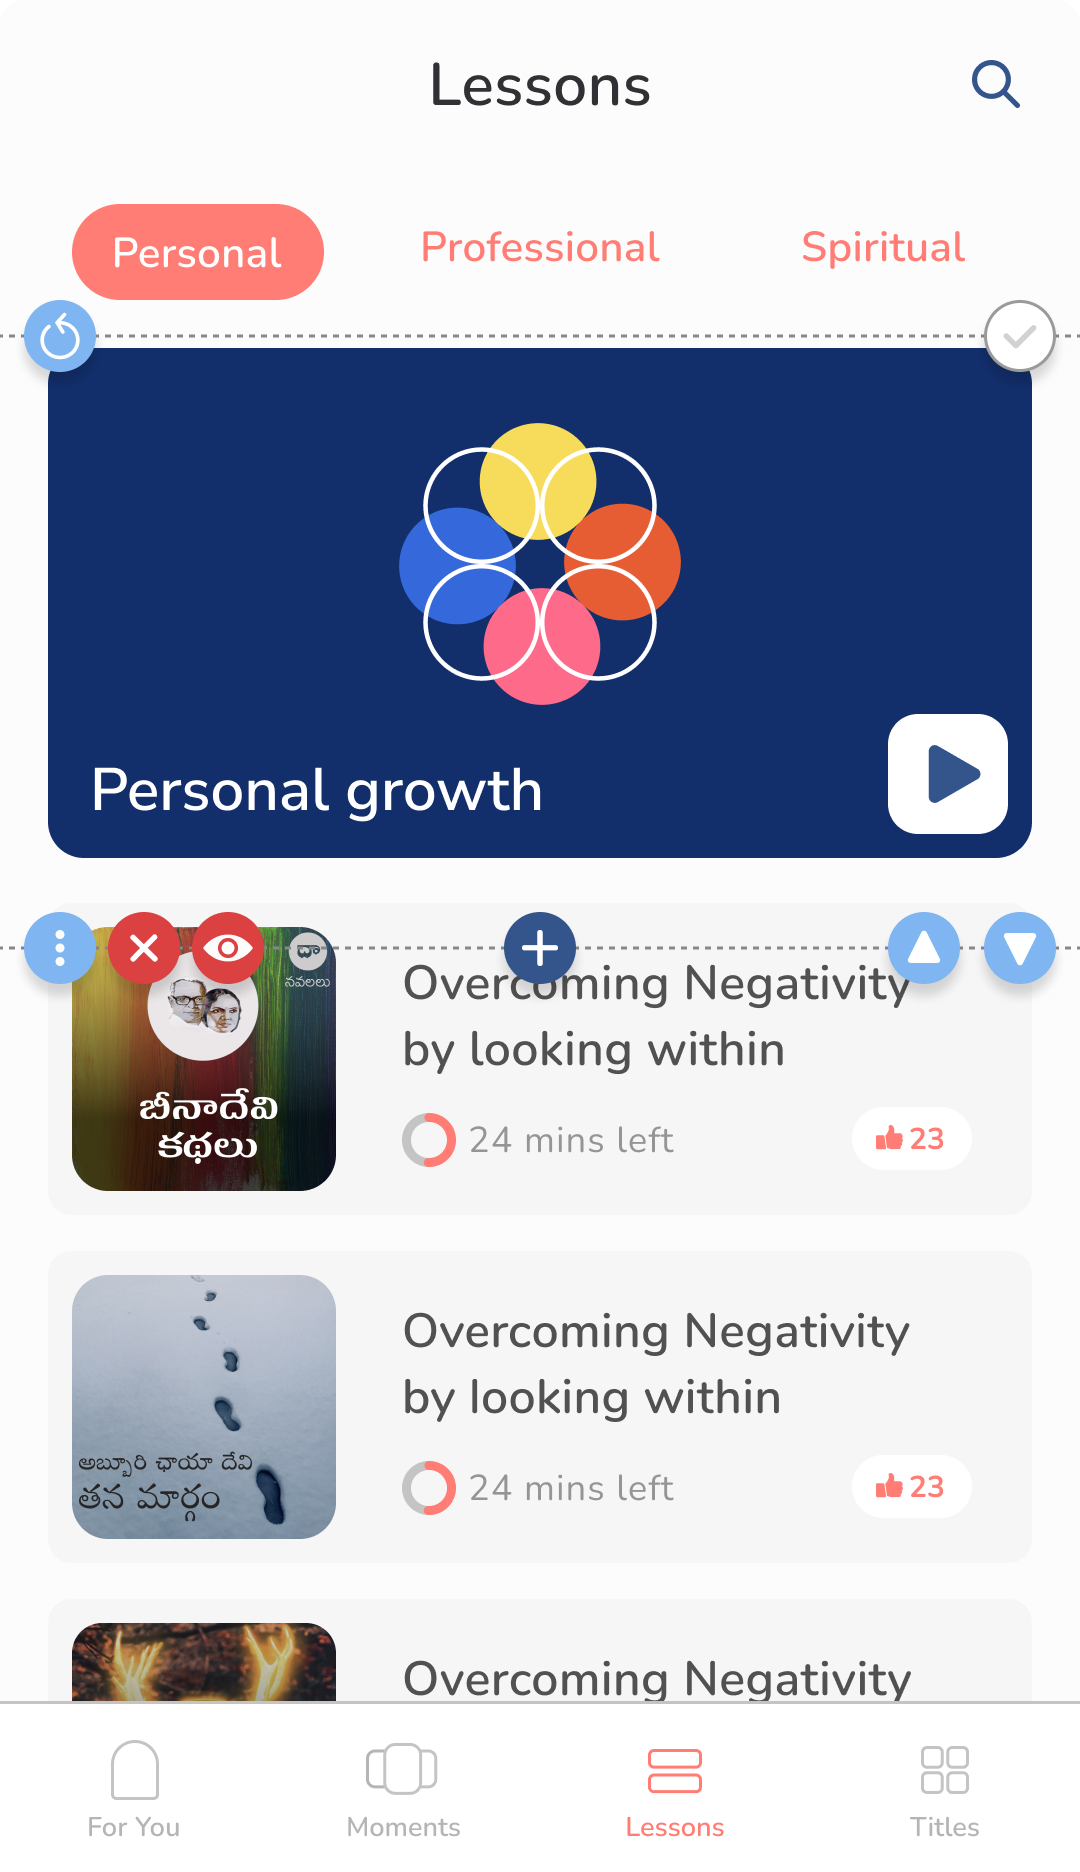 Lessons
Personal
Professional
Spiritual
Personal growth
దా
నవలలు
బీనాదేవి
కథలు
Overcoming Negativity
by looking within
24 mins left
23
అబ్బూరి ఛాయా దేవి
తన మార్గం
Overcoming Negativity
by looking within
24 mins left
23
Overcoming Negativity
For You
Moments
Lessons
Titles